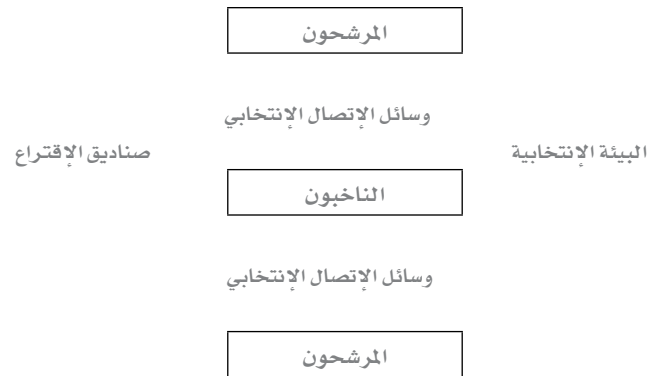 المرشحون
وسائل الإتصال الإنتخابي
البيئة الإنتخابية
صناديق الإقتراع
الناخبون
وسائل الإتصال الإنتخابي
المرشحون